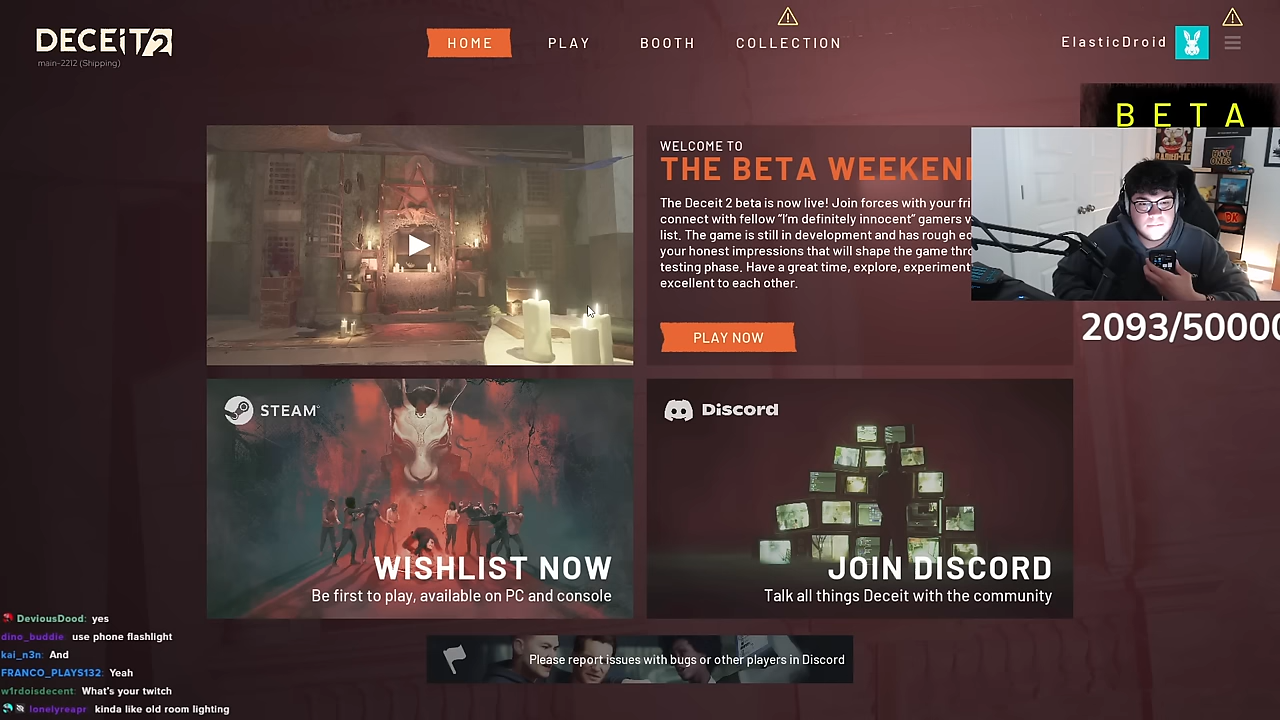 DECEIT2
main-2212 (Shipping)
HOME
PLAY
BOOTH
COLLECTION
ElasticDroid
BETA
WELCOME TO
THE BETA WEEKEN
The Deceit 2 beta is now live! Join forces with your fri
connect with fellow “I’m definitely innocent” gamers
list. The game is still in development and has rough
your honest impressions that will shape the game thr
testing phase. Have a great time, explore, experiment
excellent to each other.
PLAY NOW
2093/5000
STEAM
WISHLIST NOW
Be first to play, available on PC and console
Discord
JOIN DISCORD
Talk all things Deceit with the community
Please report issues with bugs or other players in Discord
DeviousDood: yes
dino_buddie: use phone flashlight
kai_n3n: And
FRANCO_PLAYS132: Yeah
w1rdoisdecent: What's your twitch
lonelyreapr: kinda like old room lighting